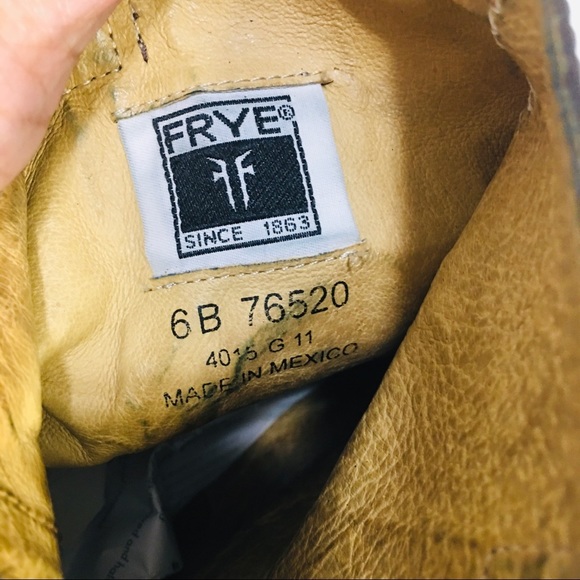 FRYE®
SINCE 1863
6B 76520
4015 G 11
MADE IN MEXICO